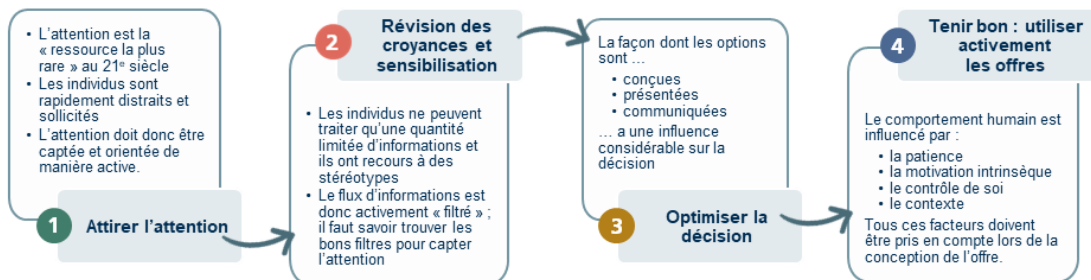 • L'attention est la
« ressource la plus
rare » au 21e siècle
• Les individus sont
rapidement distraits et
sollicités
• L'attention doit donc être
captée et orientée de
manière active.
1 Attirer l'attention
2 Révision des
croyances et
sensibilisation
• Les individus ne peuvent
traiter qu'une quantité
limitée d'informations et
ils ont recours à des
stéréotypes
• Le flux d'informations est
donc activement « filtré » ;
il faut savoir trouver les
bons filtres pour capter
l'attention
La façon dont les options
sont ...
• conçues
• présentées
• communiquées
... a une influence
considérable sur la
décision
3 Optimiser la
décision
4 Tenir bon : utiliser
activement
les offres
Le comportement humain est
influencé par :
• la patience
• la motivation intrinsèque
• le contrôle de soi
• le contexte
Tous ces facteurs doivent
être pris en compte lors de la
conception de l'offre.